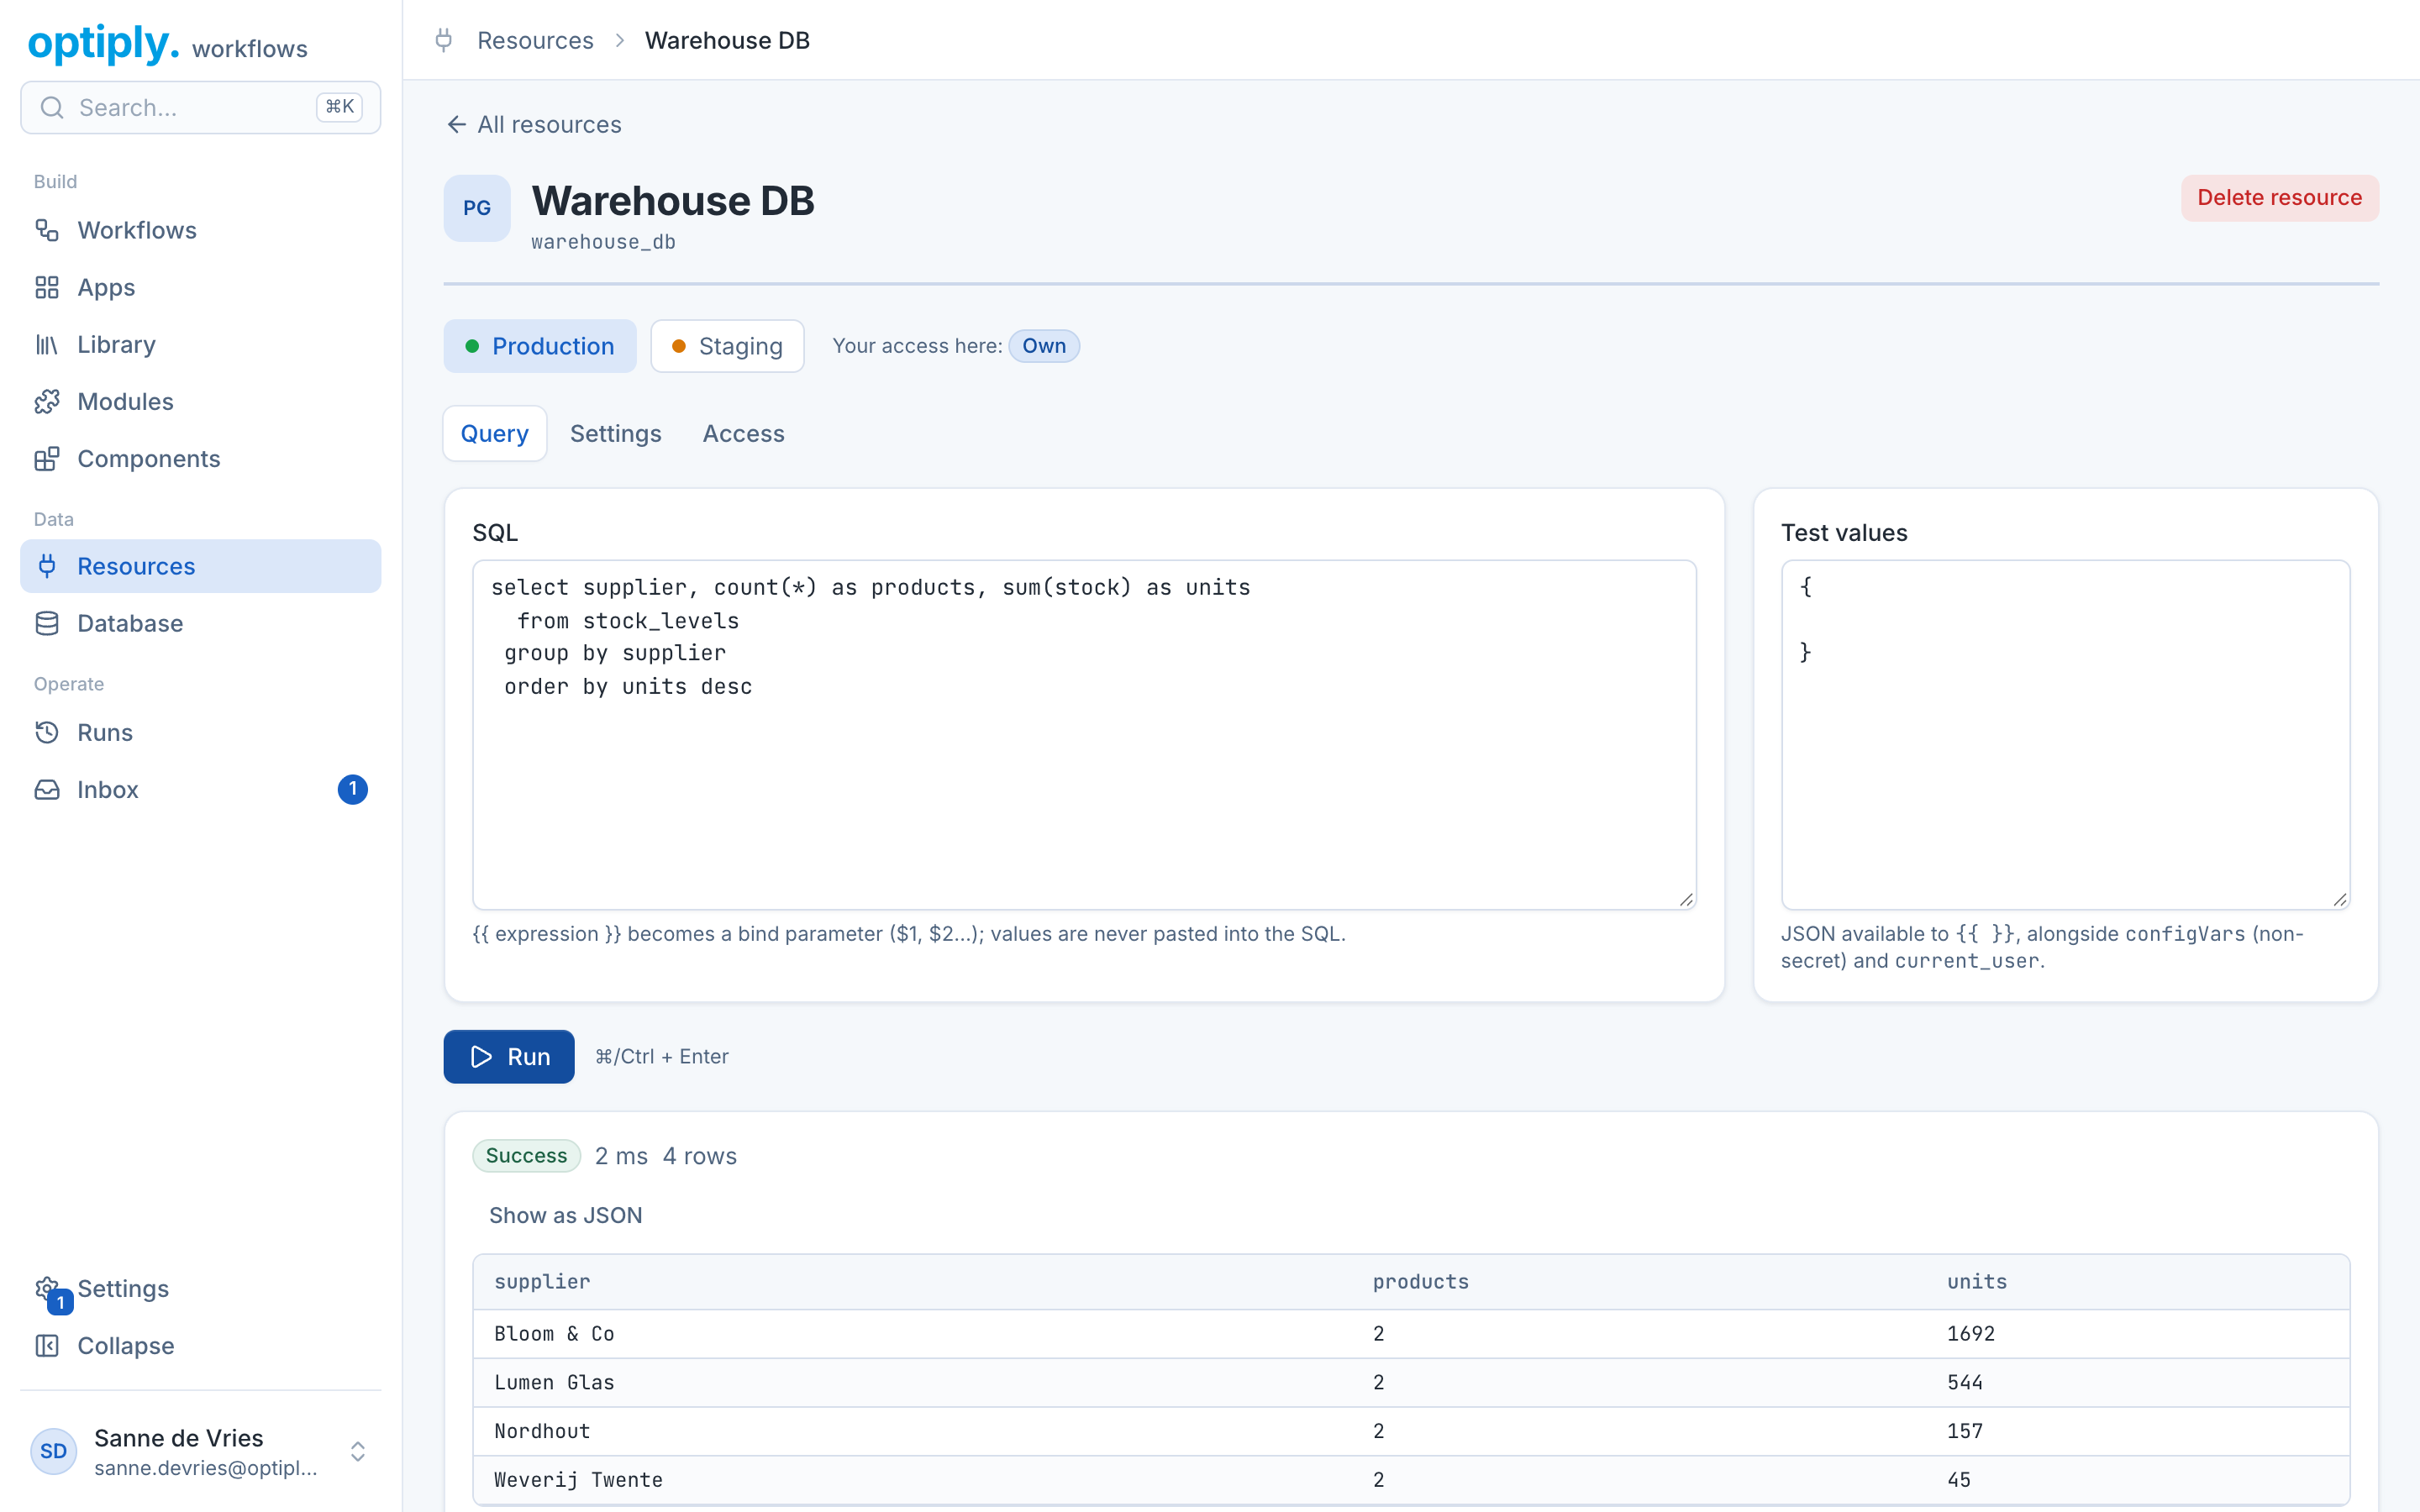 optiply. workflows
Search... ⌘K
Build
Workflows
Apps
Library
Modules
Components
Data
Resources
Database
Operate
Runs
Inbox 1
Settings
1
Collapse
SD
Sanne de Vries
sanne.devries@optipl...
Resources > Warehouse DB
← All resources
PG
Warehouse DB
warehouse_db
Delete resource
Production Staging Your access here: Own
Query Settings Access
SQL
select supplier, count(*) as products, sum(stock) as units
  from stock_levels
 group by supplier
 order by units desc
{{ expression }} becomes a bind parameter ($1, $2...); values are never pasted into the SQL.
Test values
{
}
JSON available to {{ }}, alongside configVars (non-
secret) and current_user.
Run ⌘/Ctrl + Enter
Success 2 ms 4 rows
Show as JSON
supplier products units
Bloom & Co 2 1692
Lumen Glas 2 544
Nordhout 2 157
Weverij Twente 2 45